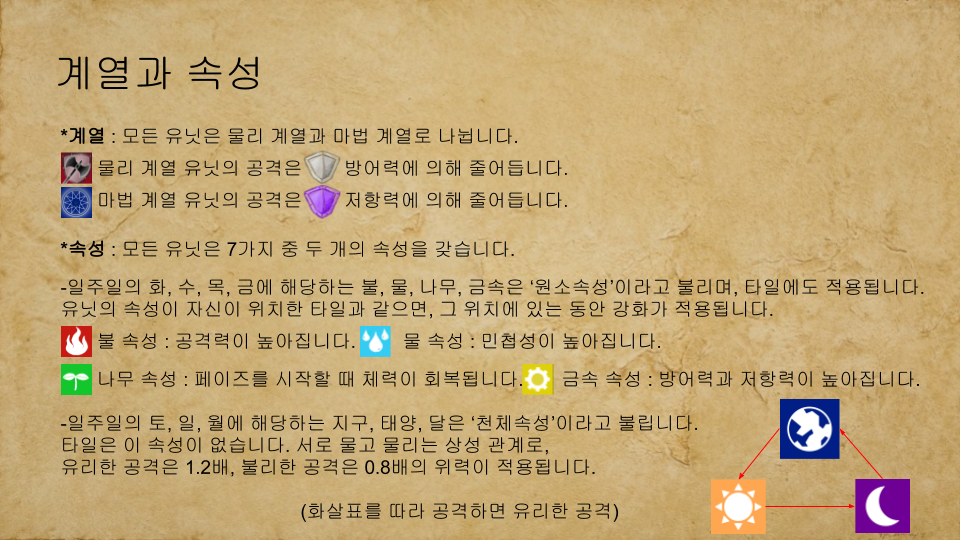 계열과 속성
*계열 : 모든 유닛은 물리 계열과 마법 계열로 나뉩니다.
물리 계열 유닛의 공격은 방어력에 의해 줄어듭니다.
마법 계열 유닛의 공격은 저항력에 의해 줄어듭니다.
*속성 : 모든 유닛은 7가지 중 두 개의 속성을 갖습니다.
-일주일의 화, 수, 목, 금에 해당하는 불, 물, 나무, 금속은 ‘원소속성’이라고 불리며, 타일에도 적용됩니다.
유닛의 속성이 자신이 위치한 타일과 같으면, 그 위치에 있는 동안 강화가 적용됩니다.
불 속성 : 공격력이 높아집니다. 물 속성 : 민첩성이 높아집니다.
나무 속성 : 페이즈를 시작할 때 체력이 회복됩니다. 금속 속성 : 방어력과 저항력이 높아집니다.
-일주일의 토, 일, 월에 해당하는 지구, 태양, 달은 ‘천체속성’이라고 불립니다.
타일은 이 속성이 없습니다. 서로 물고 물리는 상성 관계로,
유리한 공격은 1.2배, 불리한 공격은 0.8배의 위력이 적용됩니다.
(화살표를 따라 공격하면 유리한 공격)